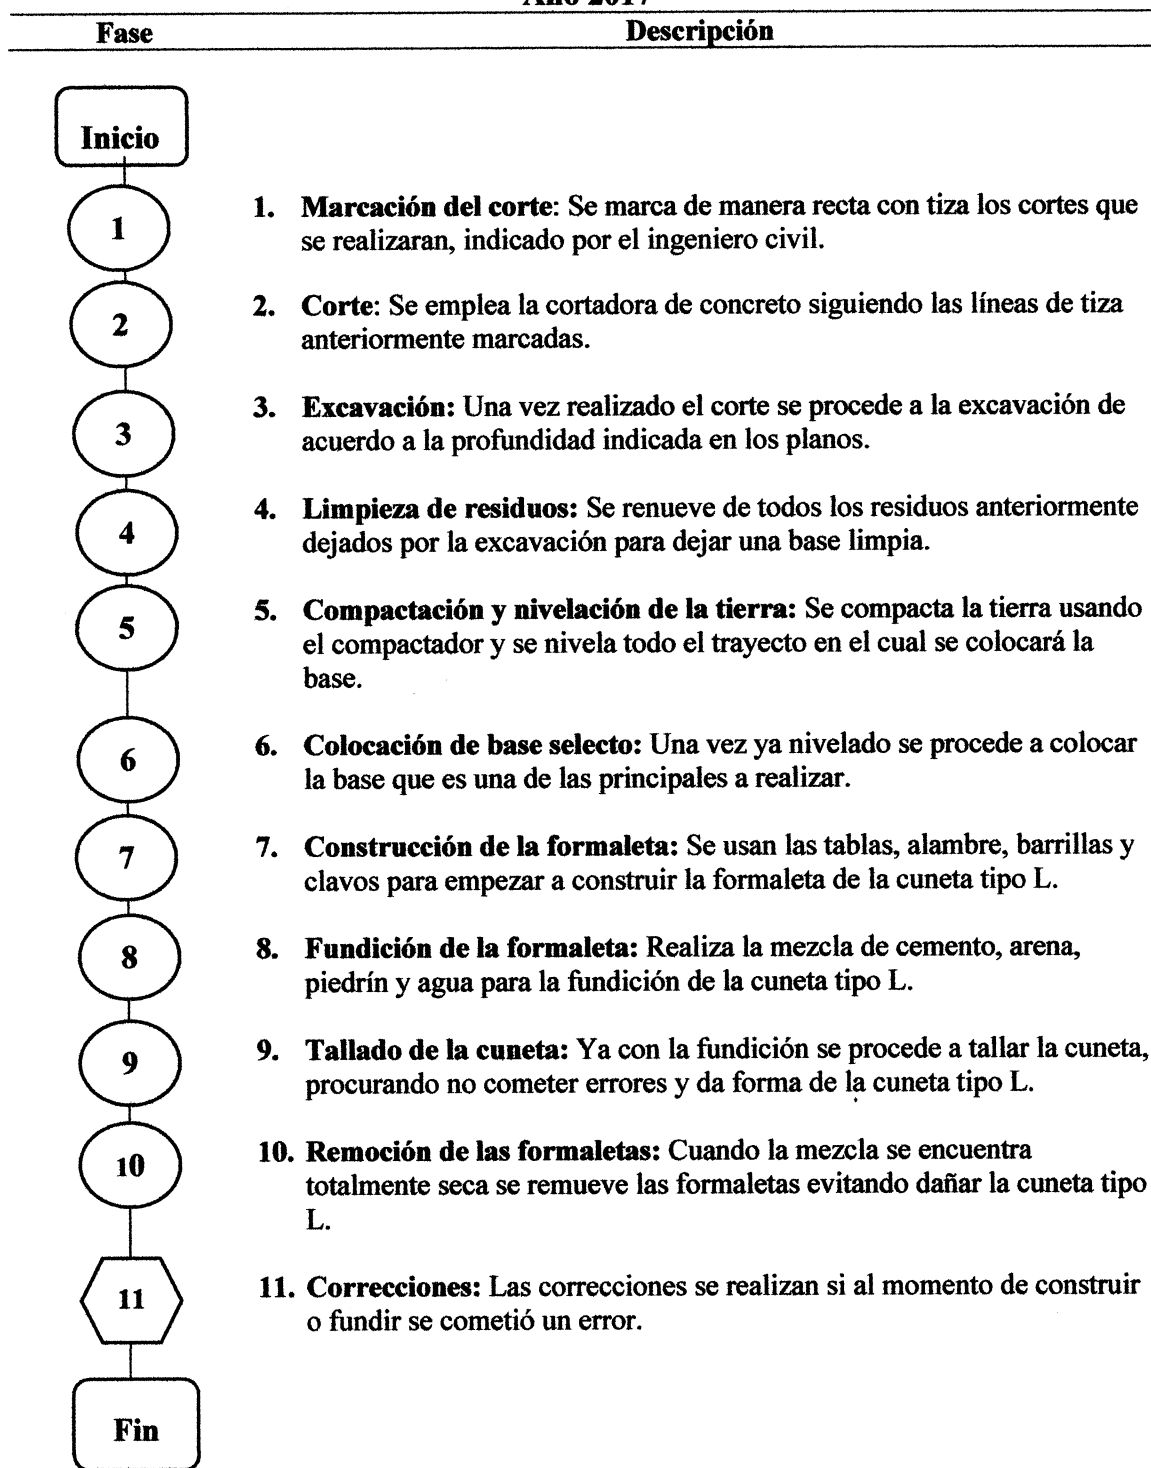 Año 2017
Fase Descripción
Inicio
1
1. Marcación del corte: Se marca de manera recta con tiza los cortes que
se realizaran, indicado por el ingeniero civil.
2
2. Corte: Se emplea la cortadora de concreto siguiendo las líneas de tiza
anteriormente marcadas.
3
3. Excavación: Una vez realizado el corte se procede a la excavación de
acuerdo a la profundidad indicada en los planos.
4
4. Limpieza de residuos: Se renueve de todos los residuos anteriormente
dejados por la excavación para dejar una base limpia.
5
5. Compactación y nivelación de la tierra: Se compacta la tierra usando
el compactador y se nivela todo el trayecto en el cual se colocará la
base.
6
6. Colocación de base selecto: Una vez ya nivelado se procede a colocar
la base que es una de las principales a realizar.
7
7. Construcción de la formaleta: Se usan las tablas, alambre, barrillas y
clavos para empezar a construir la formaleta de la cuneta tipo L.
8
8. Fundición de la formaleta: Realiza la mezcla de cemento, arena,
piedrín y agua para la fundición de la cuneta tipo L.
9
9. Tallado de la cuneta: Ya con la fundición se procede a tallar la cuneta,
procurando no cometer errores y da forma de la cuneta tipo L.
10
10. Remoción de las formaletas: Cuando la mezcla se encuentra
totalmente seca se remueve las formaletas evitando dañar la cuneta tipo
L.
11
11. Correcciones: Las correcciones se realizan si al momento de construir
o fundir se cometió un error.
Fin